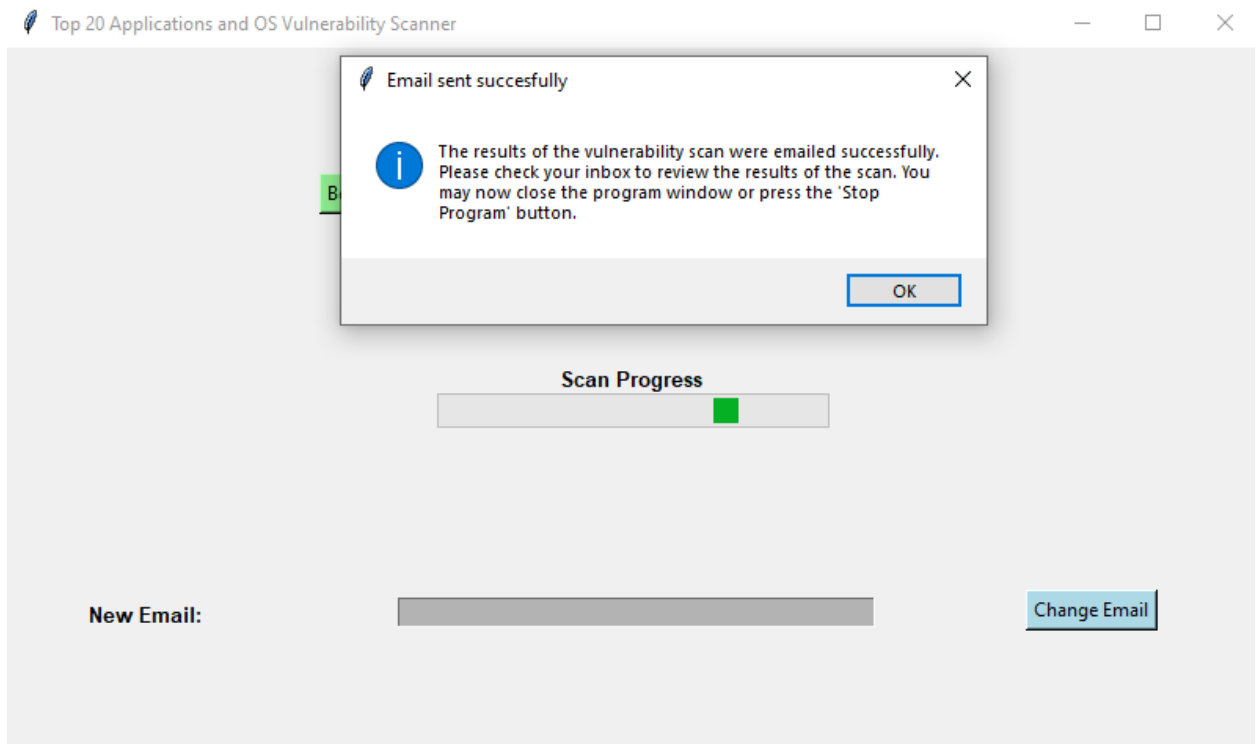 Top 20 Applications and OS Vulnerability Scanner
Email sent succesfully
The results of the vulnerability scan were emailed successfully.
Please check your inbox to review the results of the scan. You
may now close the program window or press the 'Stop
Program' button.
OK
Scan Progress
New Email:
Change Email